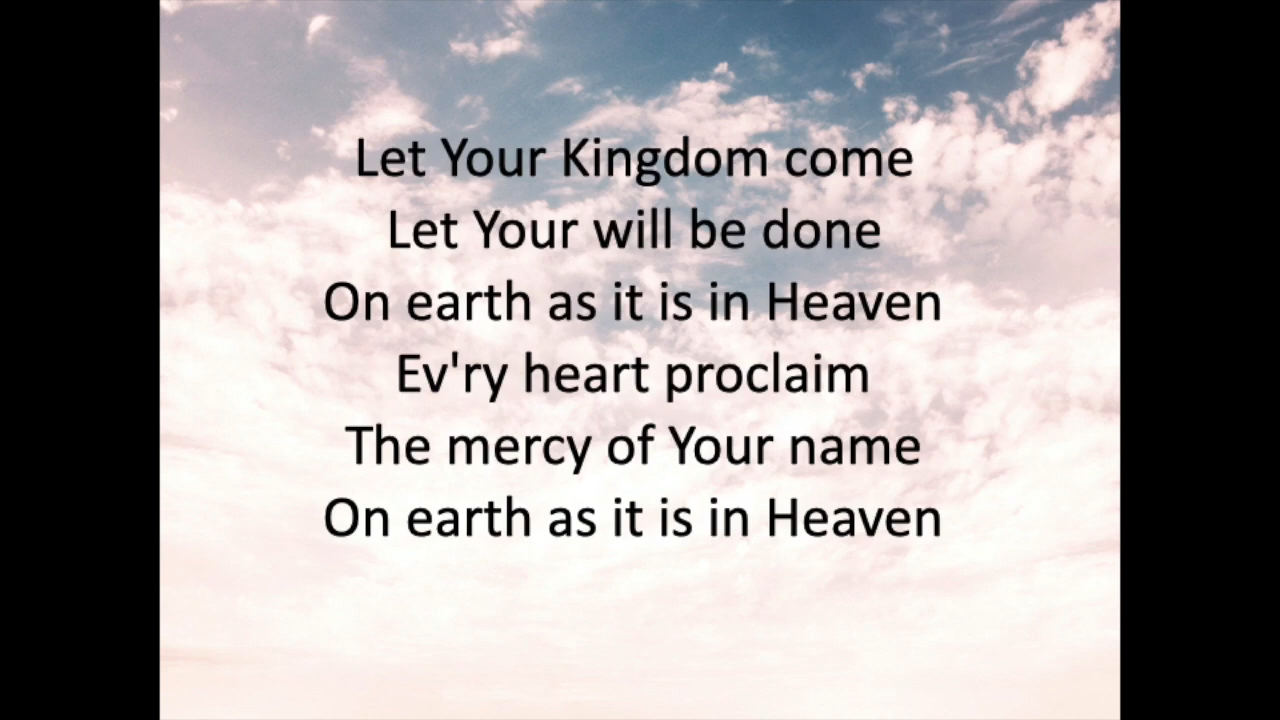 Let Your Kingdom come
Let Your will be done
On earth as it is in Heaven
Ev'ry heart proclaim
The mercy of Your name
On earth as it is in Heaven